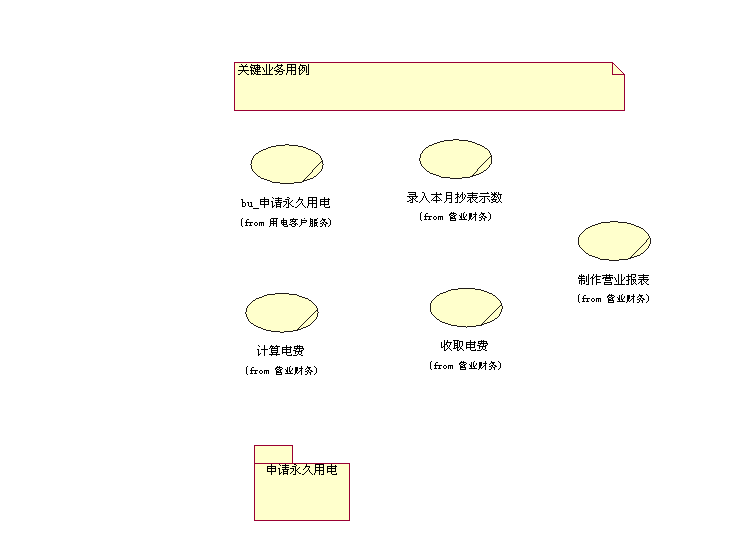 关键业务用例
bu_申请永久用电
(from 用电客户服务)
录入本月抄表示数
(from 营业财务)
制作营业报表
(from 营业财务)
计算电费
(from 营业财务)
收取电费
(from 营业财务)
申请永久用电